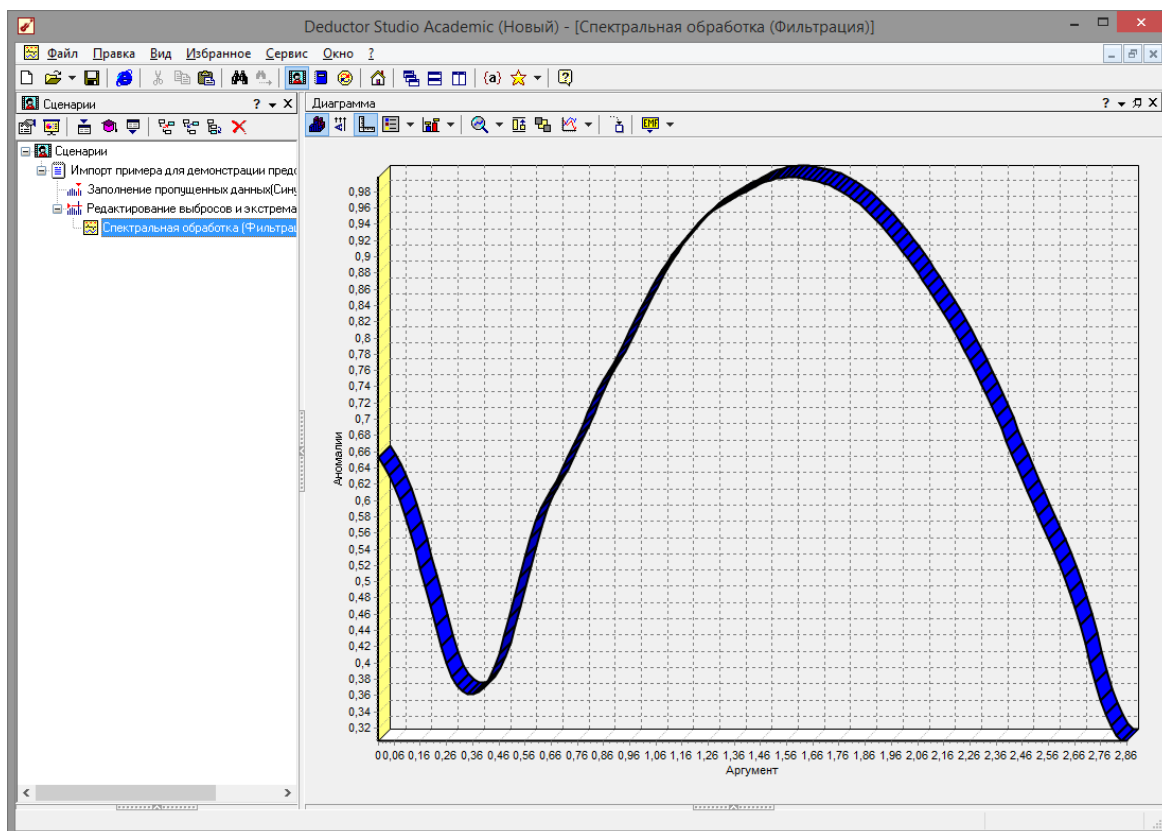 Deductor Studio Academic (Новый) - [Спектральная обработка (Фильтрация)]
Файл Правка Вид Избранное Сервис Окно ?
Сценарии
Диаграмма
Сценарии
Импорт примера для демонстрации предо
Заполнение пропущенных данных(Син
Редактирование выбросов и экстрема
Спектральная обработка (Фильтра
EMF
0,98
0,96
0,94
0,92
0,9
0,88
0,86
0,84
0,82
0,8
0,78
0,76
0,74
0,72
0,7
0,68
0,66
0,64
0,62
0,6
0,58
0,56
0,54
0,52
0,5
0,48
0,46
0,44
0,42
0,4
0,38
0,36
0,34
0,32
Аномалии
0 0,06 0,16 0,26 0,36 0,46 0,56 0,66 0,76 0,86 0,96 1,06 1,16 1,26 1,36 1,46 1,56 1,66 1,76 1,86 1,96 2,06 2,16 2,26 2,36 2,46 2,56 2,66 2,76 2,86
Аргумент